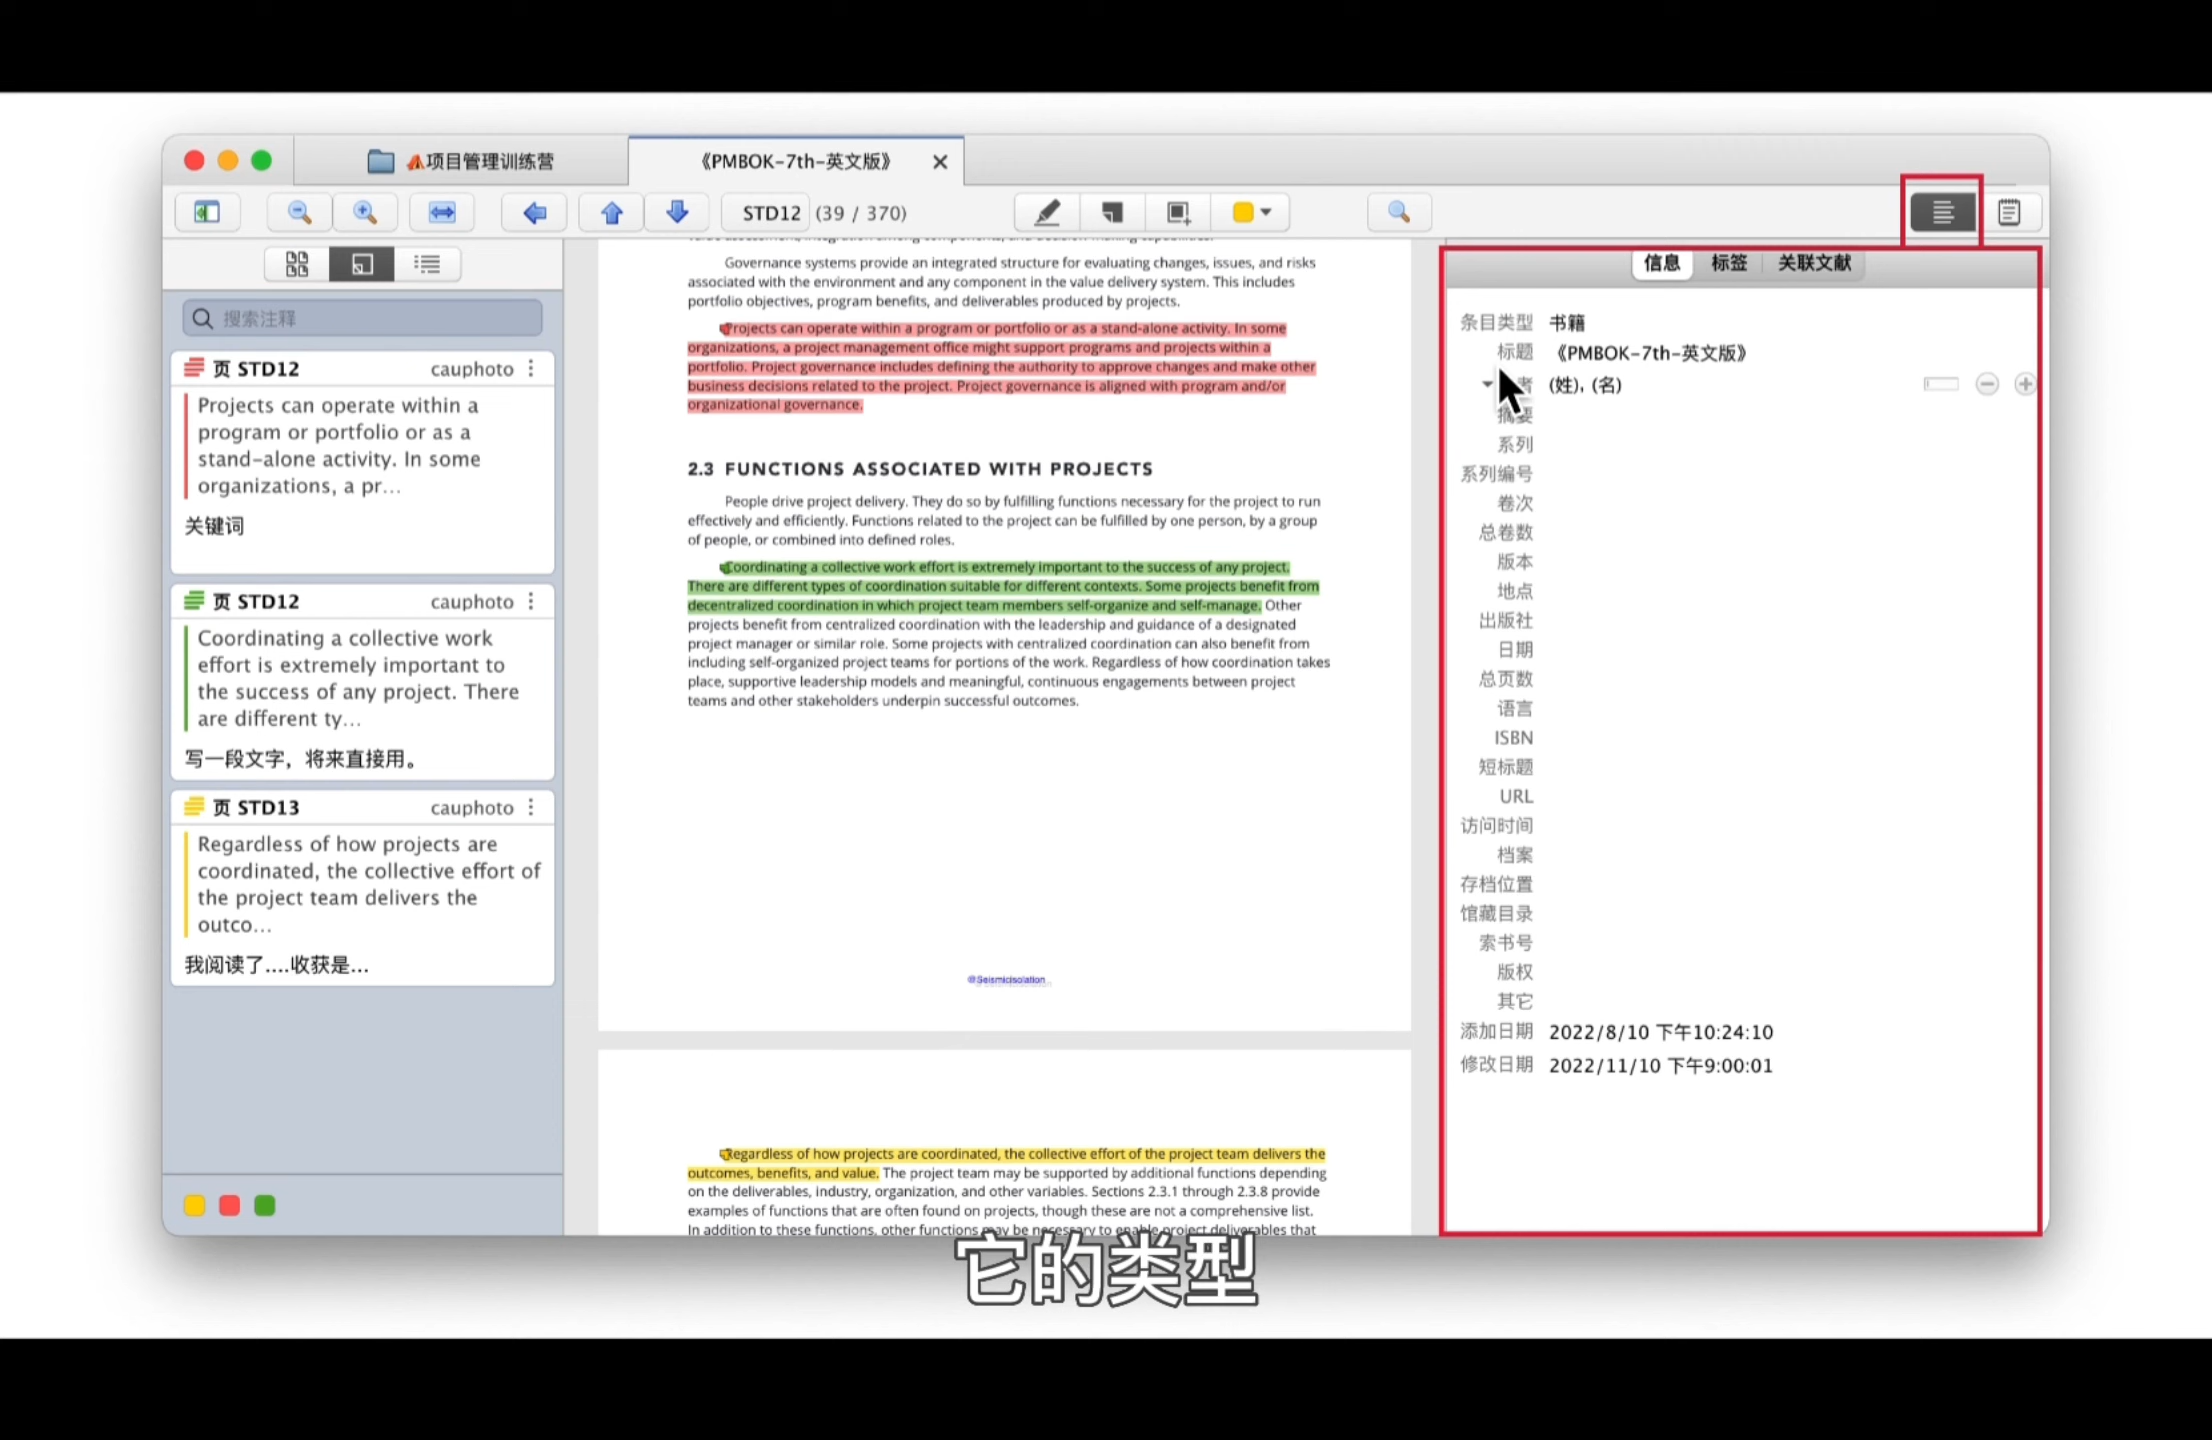 项目管理训练营
《PMBOK-7th-英文版》
STD12 (39 / 370)
搜索注释
页 STD12 cauphoto
Projects can operate within a
program or portfolio or as a
stand-alone activity. In some
organizations, a pr...
关键词
页 STD12 cauphoto
Coordinating a collective work
effort is extremely important to
the success of any project. There
are different ty...
写一段文字，将来直接用。
页 STD13 cauphoto
Regardless of how projects are
coordinated, the collective effort of
the project team delivers the
outco...
我阅读了....收获是...
Governance systems provide an integrated structure for evaluating changes, issues, and risks
associated with the environment and any component in the value delivery system. This includes
portfolio objectives, program benefits, and deliverables produced by projects.
Projects can operate within a program or portfolio or as a stand-alone activity. In some
organizations, a project management office might support programs and projects within a
portfolio. Project governance includes defining the authority to approve changes and make other
business decisions related to the project. Project governance is aligned with program and/or
organizational governance.
2.3 FUNCTIONS ASSOCIATED WITH PROJECTS
People drive project delivery. They do so by fulfilling functions necessary for the project to run
effectively and efficiently. Functions related to the project can be fulfilled by one person, by a group
of people, or combined into defined roles.
Coordinating a collective work effort is extremely important to the success of any project.
There are different types of coordination suitable for different contexts. Some projects benefit from
decentralized coordination in which project team members self-organize and self-manage. Other
projects benefit from centralized coordination with the leadership and guidance of a designated
project manager or similar role. Some projects with centralized coordination can also benefit from
including self-organized project teams for portions of the work. Regardless of how coordination takes
place, supportive leadership models and meaningful, continuous engagements between project
teams and other stakeholders underpin successful outcomes.
@Seismicisolation
Regardless of how projects are coordinated, the collective effort of the project team delivers the
outcomes, benefits, and value. The project team may be supported by additional functions depending
on the deliverables, industry, organization, and other variables. Sections 2.3.1 through 2.3.8 provide
examples of functions that are often found on projects, though these are not a comprehensive list.
In addition to these functions, other functions may be necessary to enable project deliverables that
信息 标签 关联文献
条目类型 书籍
标题 《PMBOK-7th-英文版》
(姓), (名)
摘要
系列
系列编号
卷次
总卷数
版本
地点
出版社
日期
总页数
语言
ISBN
短标题
URL
访问时间
档案
存档位置
馆藏目录
索书号
版权
其它
添加日期 2022/8/10 下午10:24:10
修改日期 2022/11/10 下午9:00:01
它的类型